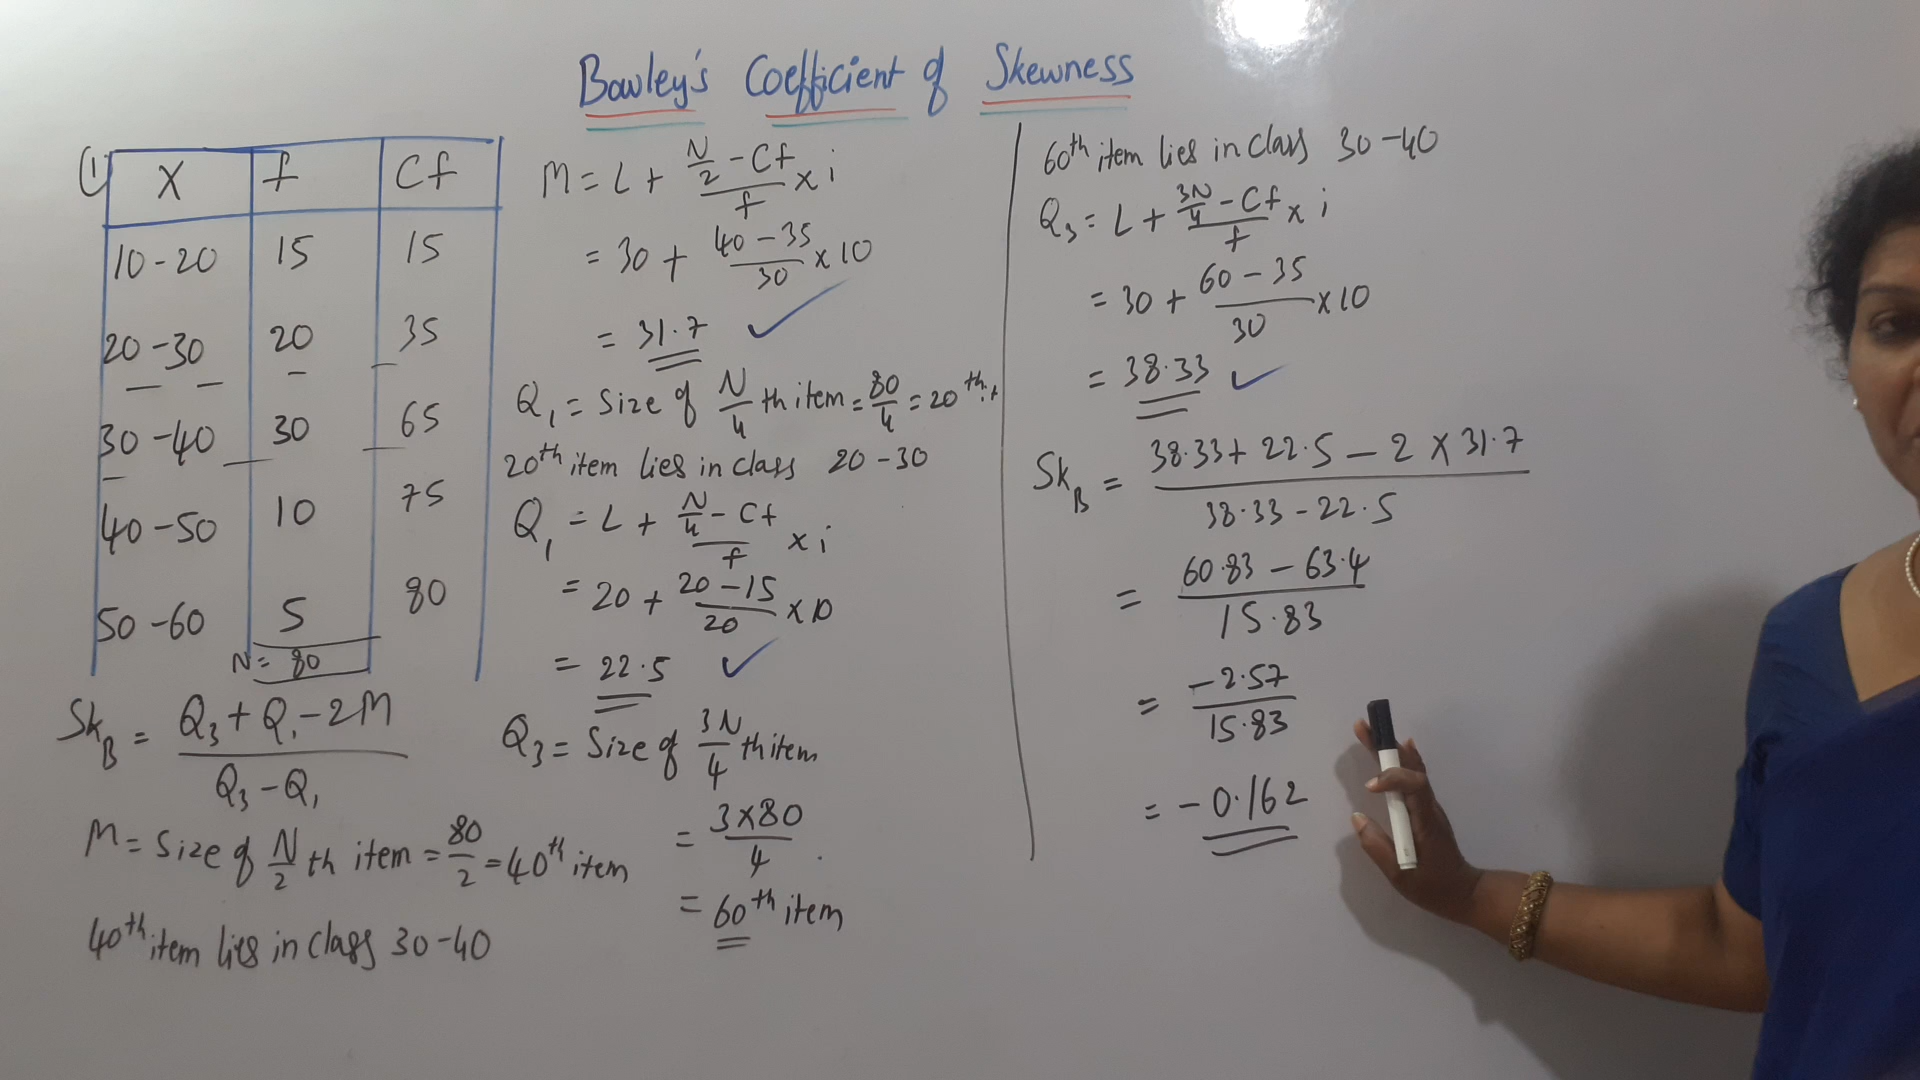 Bowley's Coefficient of Skewness
(1)
X f Cf
10-20 15 15
20-30 20 35
30-40 30 65
40-50 10 75
50-60 5 80
N= 80
Sk_B = (Q₃+Q₁-2M)/(Q₃-Q₁)
M= Size of N/2 th item = 80/2 = 40th item
40th item lies in class 30-40
M= L + (N/2 - Cf)/f x i
= 30 + (40-35)/30 x 10
= 31.7 ✓
Q₁ = Size of N/4 th item = 80/4 = 20th
20th item lies in class 20-30
Q₁ = L + (N/4 - Cf)/f x i
= 20 + (20-15)/20 x 10
= 22.5 ✓
Q₃ = Size of 3N/4 th item
= (3x80)/4
= 60th item
60th item lies in class 30-40
Q₃ = L + (3N/4 - Cf)/f x i
= 30 + (60-35)/30 x 10
= 38.33 ✓
Sk_B = (38.33 + 22.5 - 2 x 31.7)/(38.33-22.5)
= (60.83 - 63.4)/15.83
= -2.57/15.83
= -0.162